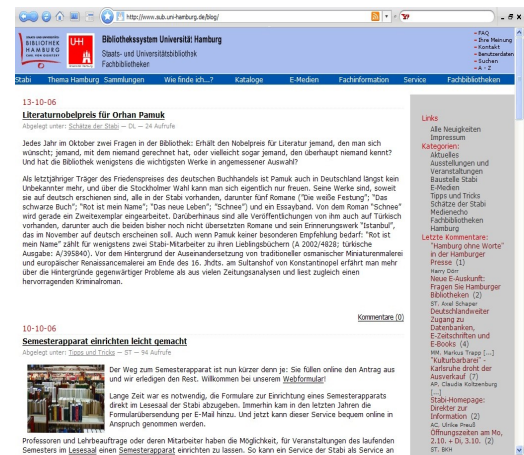 http://www.sub.uni-hamburg.de/blog/
STAATS- UND UNIVERSITÄTS
BIBLIOTHEK
HAMBURG
CARL VON OSSIETZKY
UHH
Bibliothekssystem Universität Hamburg
Staats- und Universitätsbibliothek
Fachbibliotheken
FAQ
Ihre Meinung
Kontakt
Benutzerdaten
Suchen
A - Z
Stabi Thema Hamburg Sammlungen Wie finde ich...? Kataloge E-Medien Fachinformation Service Fachbibliotheken
13-10-06
Literaturnobelpreis für Orhan Pamuk
Abgelegt unter: Schätze der Stabi — DL — 24 Aufrufe
Jedes Jahr im Oktober zwei Fragen in der Bibliothek: Erhält den Nobelpreis für Literatur jemand, den man sich
wünscht; jemand, mit dem niemand gerechnet hat, oder vielleicht sogar jemand, den überhaupt niemand kennt?
Und hat die Bibliothek wenigstens die wichtigsten Werke in angemessener Auswahl?
Als letztjähriger Träger des Friedenspreises des deutschen Buchhandels ist Pamuk auch in Deutschland längst kein
Unbekannter mehr, und über die Stockholmer Wahl kann man sich eigentlich nur freuen. Seine Werke sind, soweit
sie auf deutsch erschienen sind, alle in der Stabi vorhanden, darunter fünf Romane ("Die weiße Festung"; "Das
schwarze Buch"; "Rot ist mein Name"; "Das neue Leben"; "Schnee") und ein Essayband. Von dem Roman "Schnee"
wird gerade ein Zweitexemplar eingearbeitet. Darüberhinaus sind alle Veröffentlichungen von ihm auch auf Türkisch
vorhanden, darunter auch die beiden bisher noch nicht übersetzten Romane und sein Erinnerungswerk "Istanbul",
das im November auf deutsch erscheinen soll. Auch wenn Pamuk keiner besonderen Empfehlung bedarf: "Rot ist
mein Name" zählt für wenigstens zwei Stabi-Mitarbeiter zu ihren Lieblingsbüchern (A 2002/4828; türkische
Ausgabe: A/395840). Vor dem Hintergrund der Auseinandersetzung von traditioneller osmanischer Miniaturenmalerei
und europäischer Renaissancemalerei am Ende des 16. Jhdts. am Sultanshof von Konstantinopel erfährt man mehr
über die Hintergründe gegenwärtiger Probleme als aus vielen Zeitungsanalysen und liest zugleich einen
hervorragenden Kriminalroman.
Kommentare (0)
10-10-06
Semesterapparat einrichten leicht gemacht
Abgelegt unter: Tipps und Tricks — ST — 94 Aufrufe
Der Weg zum Semesterapparat ist nun kürzer denn je: Sie füllen online den Antrag aus
und wir erledigen den Rest. Willkommen bei unserem Webformular!
Lange Zeit war es notwendig, die Formulare zur Einrichtung eines Semesterapparats
direkt im Lesesaal der Stabi abzugeben. Immerhin kam in den letzten Jahren die
Formularübersendung per E-Mail hinzu. Und jetzt kann dieser Service bequem online in
Anspruch genommen werden.
Professoren und Lehrbeauftrage oder deren Mitarbeiter haben die Möglichkeit, für Veranstaltungen des laufenden
Semesters im Lesesaal einen Semesterapparat einrichten zu lassen. So kann ein Service der Stabi als Service an
Links
Alle Neuigkeiten
Impressum
Kategorien:
Aktuelles
Ausstellungen und
Veranstaltungen
Baustelle Stabi
E-Medien
Tipps und Tricks
Schätze der Stabi
Medienecho
Fachbibliotheken
Hamburg
Letzte Kommentare:
"Hamburg ohne Worte"
in der Hamburger
Presse (1)
Harry Dörr
Neue E-Auskunft:
Fragen Sie Hamburger
Bibliotheken (2)
ST. Axel Schaper
Deutschlandweiter
Zugang zu
Datenbanken,
E-Zeitschriften und
E-Books (4)
MM. Markus Trapp [...]
"Kulturbarbarei" -
Karlsruhe droht der
Ausverkauf (7)
AP. Claudia Koltzenburg
[...]
Stabi-Homepage:
Direkter zur
Information (2)
AC. Ulrike Preuß
Öffnungszeiten am Mo,
2.10. + Di, 3.10. (2)
ST. BKH